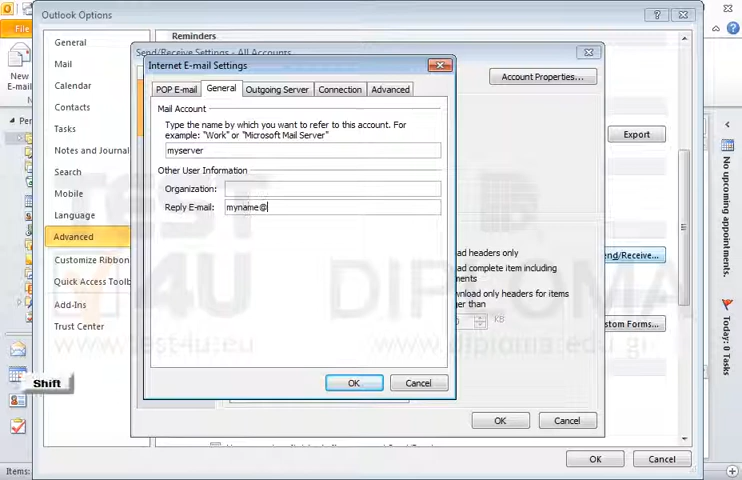 Outlook Options
File
New
E-mail
General
Mail
Calendar
Contacts
Tasks
Notes and Journal
Search
Mobile
Language
Advanced
Customize Ribbon
Quick Access Toolb
Add-Ins
Trust Center
Reminders
Send/Receive Settings - All Accounts
Account Properties...
Export
Internet E-mail Settings
POP E-mail
General
Outgoing Server
Connection
Advanced
Mail Account
Type the name by which you want to refer to this account. For
example: "Work" or "Microsoft Mail Server"
myserver
Other User Information
Organization:
Reply E-mail: myname@
ad headers only
ad complete item including
ments
wnload only headers for items
er than
KB
end/Receive...
ustom Forms...
OK
Cancel
OK
Cancel
OK
Cancel
Shift
No upcoming appointments.
Today: 0 Tasks
Items:
TEST
4U
DIPLOMA
www.test4u.eu
www.diploma.edu.gr